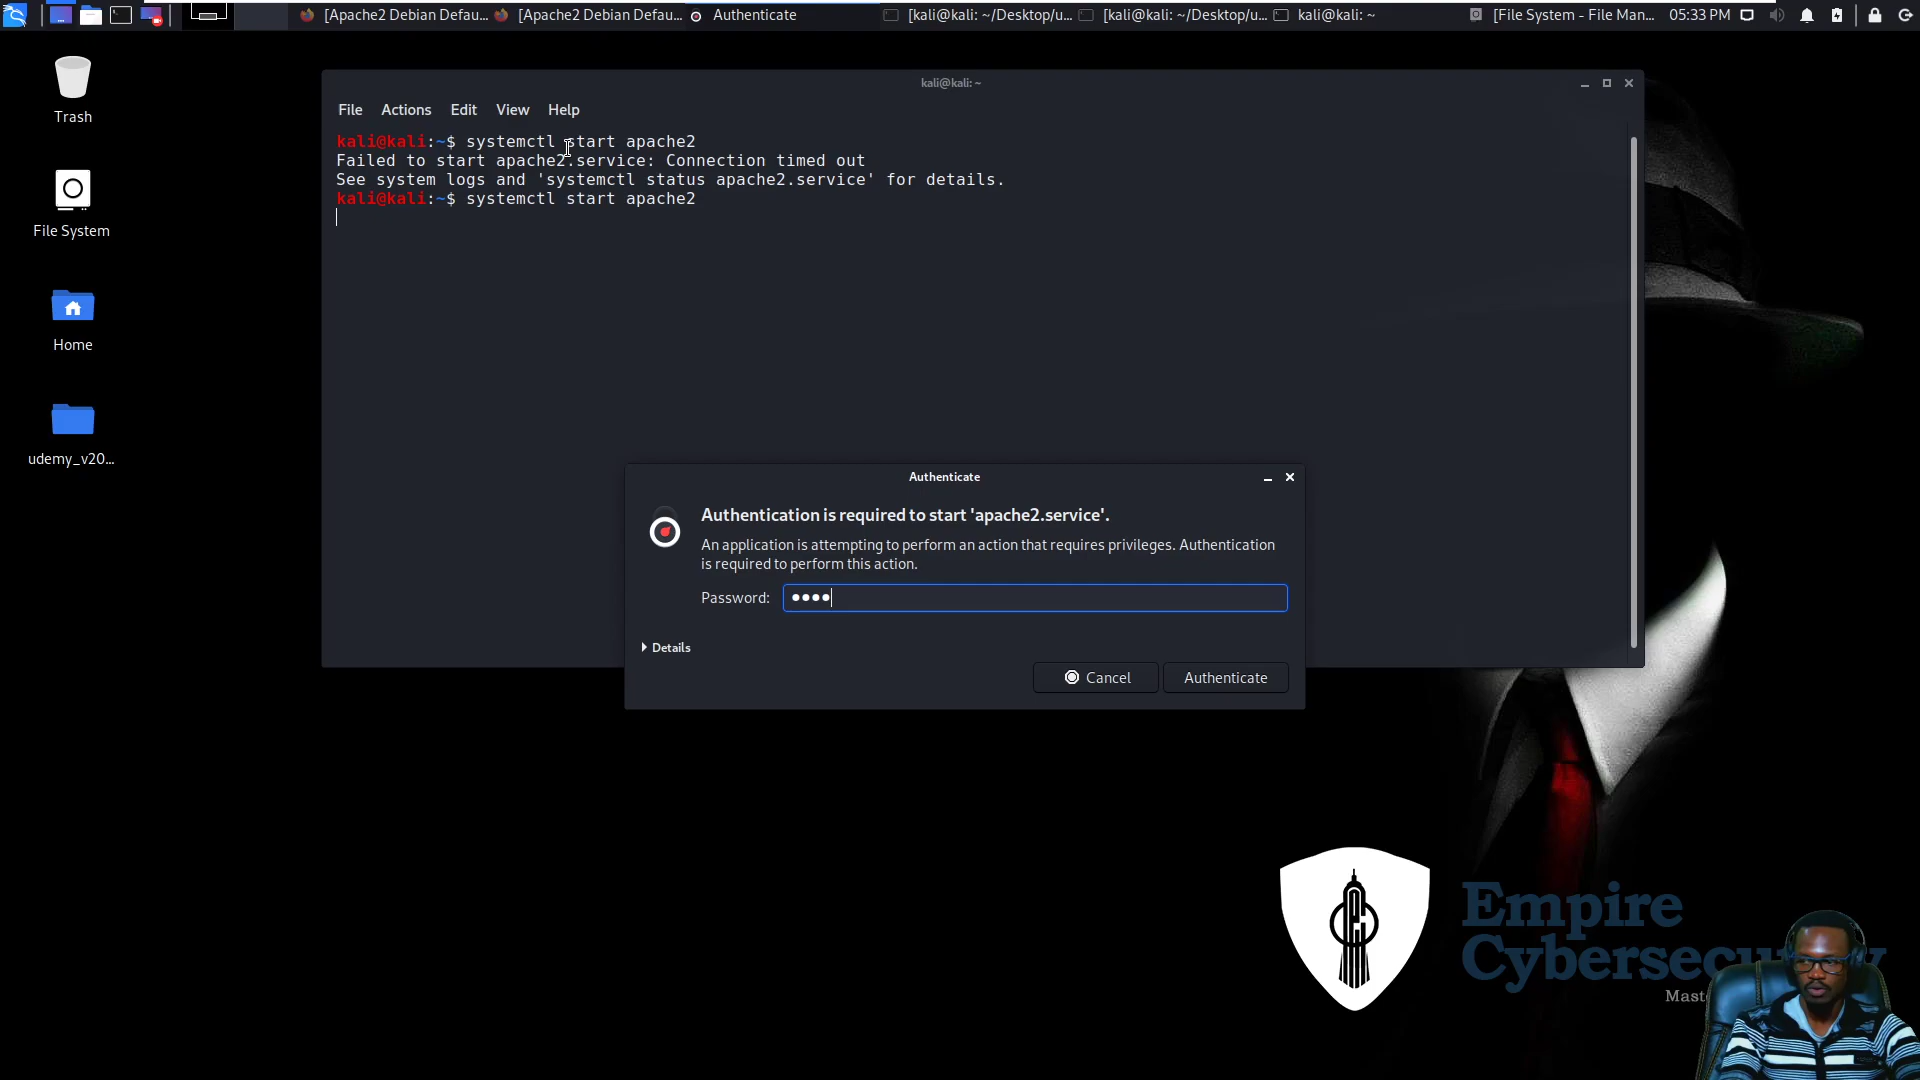 [Apache2 Debian Defau... [Apache2 Debian Defau... Authenticate [kali@kali: ~/Desktop/u... [kali@kali: ~/Desktop/u... kali@kali: ~ [File System - File Man... 05:33 PM
Trash
File System
Home
udemy_v20...
kali@kali: ~
File Actions Edit View Help
kali@kali:~$ systemctl start apache2
Failed to start apache2.service: Connection timed out
See system logs and 'systemctl status apache2.service' for details.
kali@kali:~$ systemctl start apache2
Authenticate
Authentication is required to start 'apache2.service'.
An application is attempting to perform an action that requires privileges. Authentication
is required to perform this action.
Password: ●●●●
Details
Cancel Authenticate
Empire